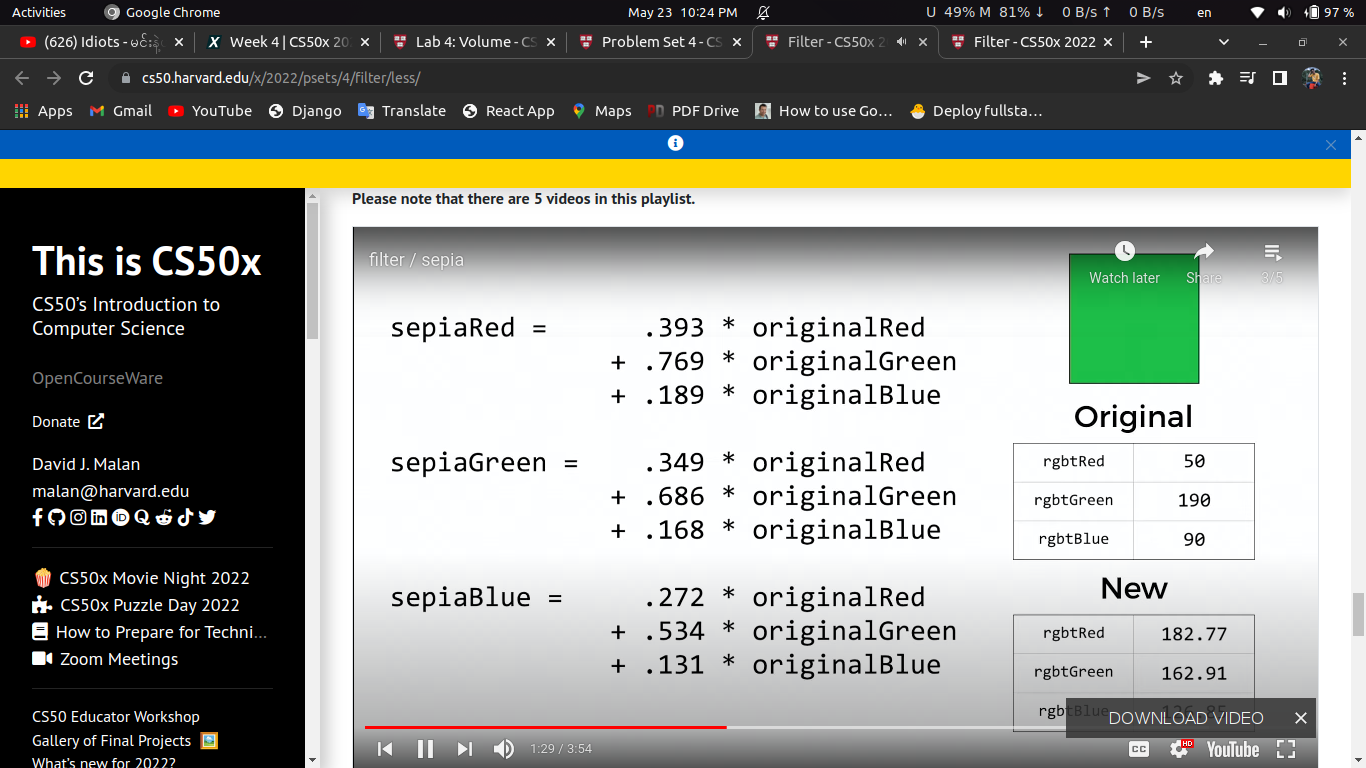 Activities
Google Chrome
May 23 10:24 PM
U 49% M 81% ↓ 0 B/s ↑ 0 B/s
en
97 %
(626) Idiots -
Week 4 | CS50x 20
Lab 4: Volume - CS
Problem Set 4 - CS
Filter - CS50x 2
Filter - CS50x 2022
cs50.harvard.edu/x/2022/psets/4/filter/less/
Apps
Gmail
YouTube
Django
Translate
React App
Maps
PDF Drive
How to use Go...
Deploy fullsta...
This is CS50x
CS50's Introduction to
Computer Science
OpenCourseWare
Donate
David J. Malan
malan@harvard.edu
CS50x Movie Night 2022
CS50x Puzzle Day 2022
How to Prepare for Techni...
Zoom Meetings
CS50 Educator Workshop
Gallery of Final Projects
What's new for 2022?
Please note that there are 5 videos in this playlist.
filter / sepia
Watch later
Share
3/5
sepiaRed = .393 * originalRed
+ .769 * originalGreen
+ .189 * originalBlue
sepiaGreen = .349 * originalRed
+ .686 * originalGreen
+ .168 * originalBlue
sepiaBlue = .272 * originalRed
+ .534 * originalGreen
+ .131 * originalBlue
Original
rgbtRed 50
rgbtGreen 190
rgbtBlue 90
New
rgbtRed 182.77
rgbtGreen 162.91
rgbtBlue
DOWNLOAD VIDEO
1:29 / 3:54
CC
HD
YouTube